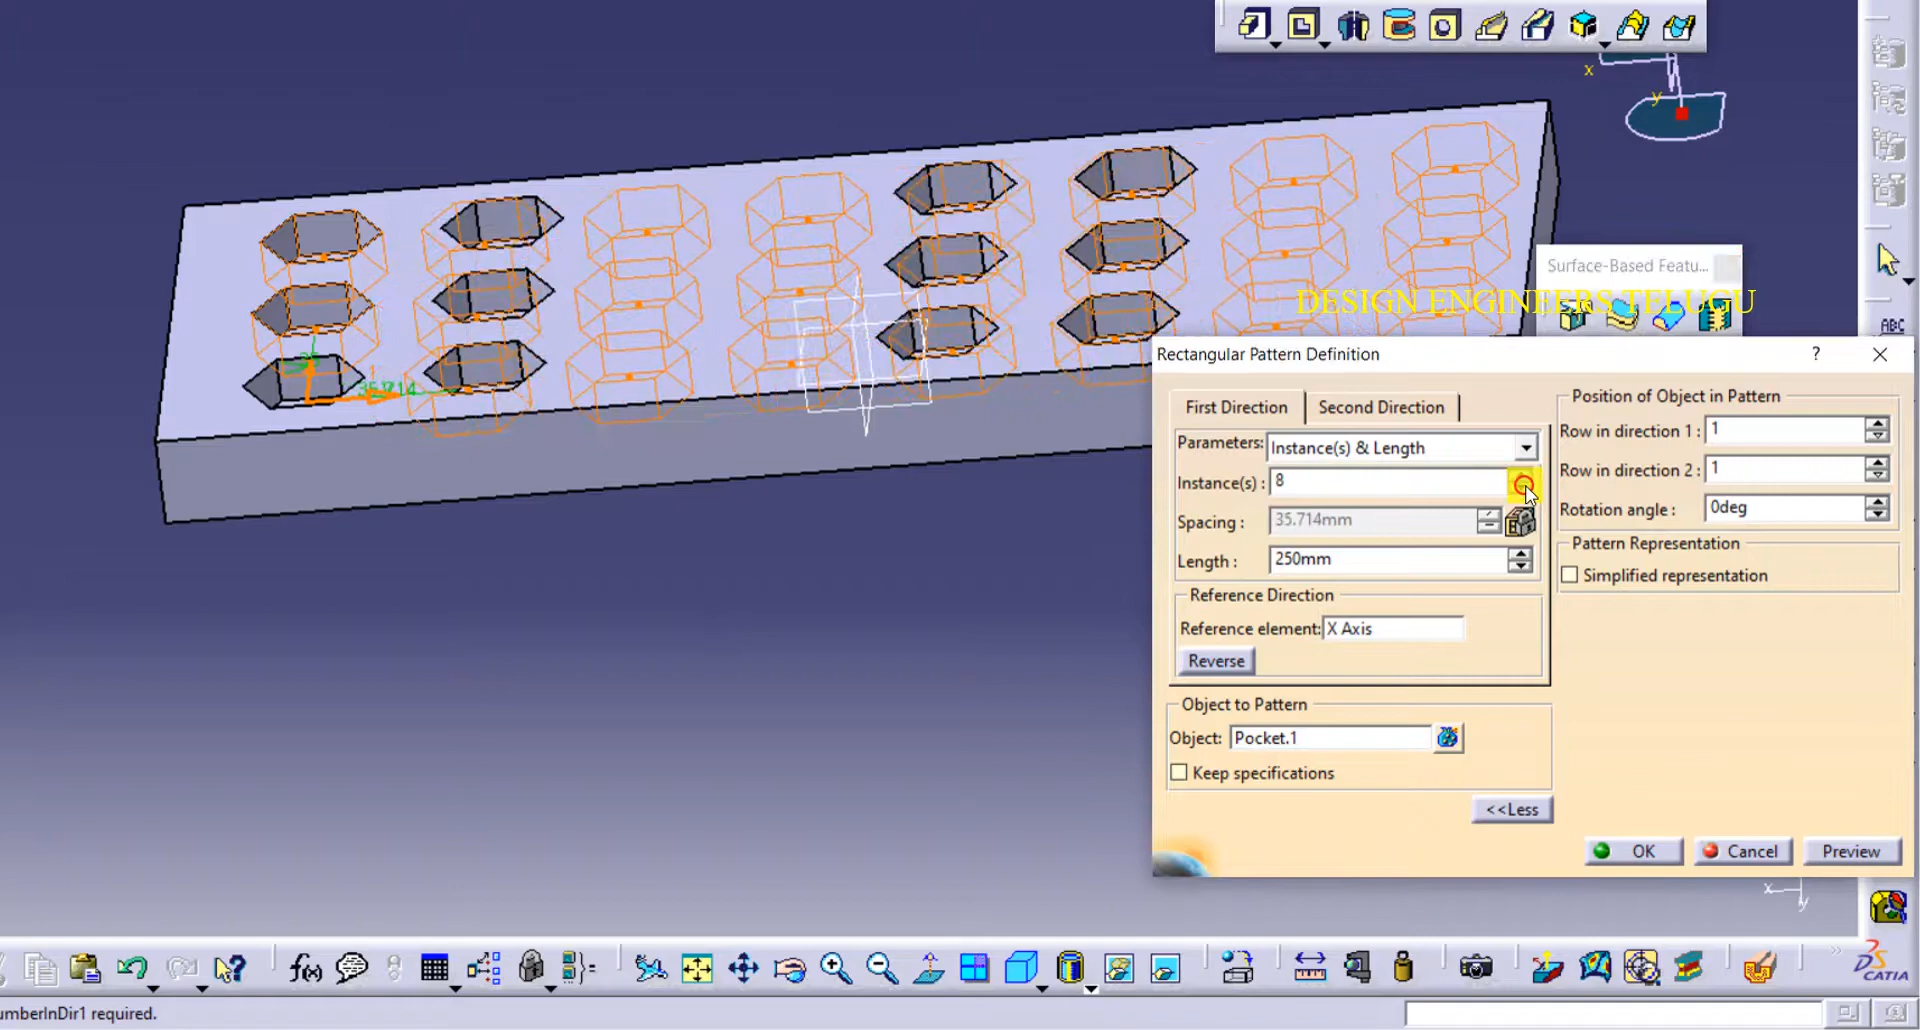 x
y
Surface-Based Featu...
DESIGN ENGINEERS TELUGU
ABC
Rectangular Pattern Definition
?
First Direction
Second Direction
Parameters:
Instance(s) & Length
Instance(s) :
8
Spacing :
35.714mm
Length :
250mm
Reference Direction
Reference element:
X Axis
Reverse
Object to Pattern
Object:
Pocket.1
Keep specifications
<<Less
Position of Object in Pattern
Row in direction 1 :
1
Row in direction 2 :
1
Rotation angle :
0deg
Pattern Representation
Simplified representation
OK
Cancel
Preview
x
y
f(x)
CATIA
umberInDir1 required.